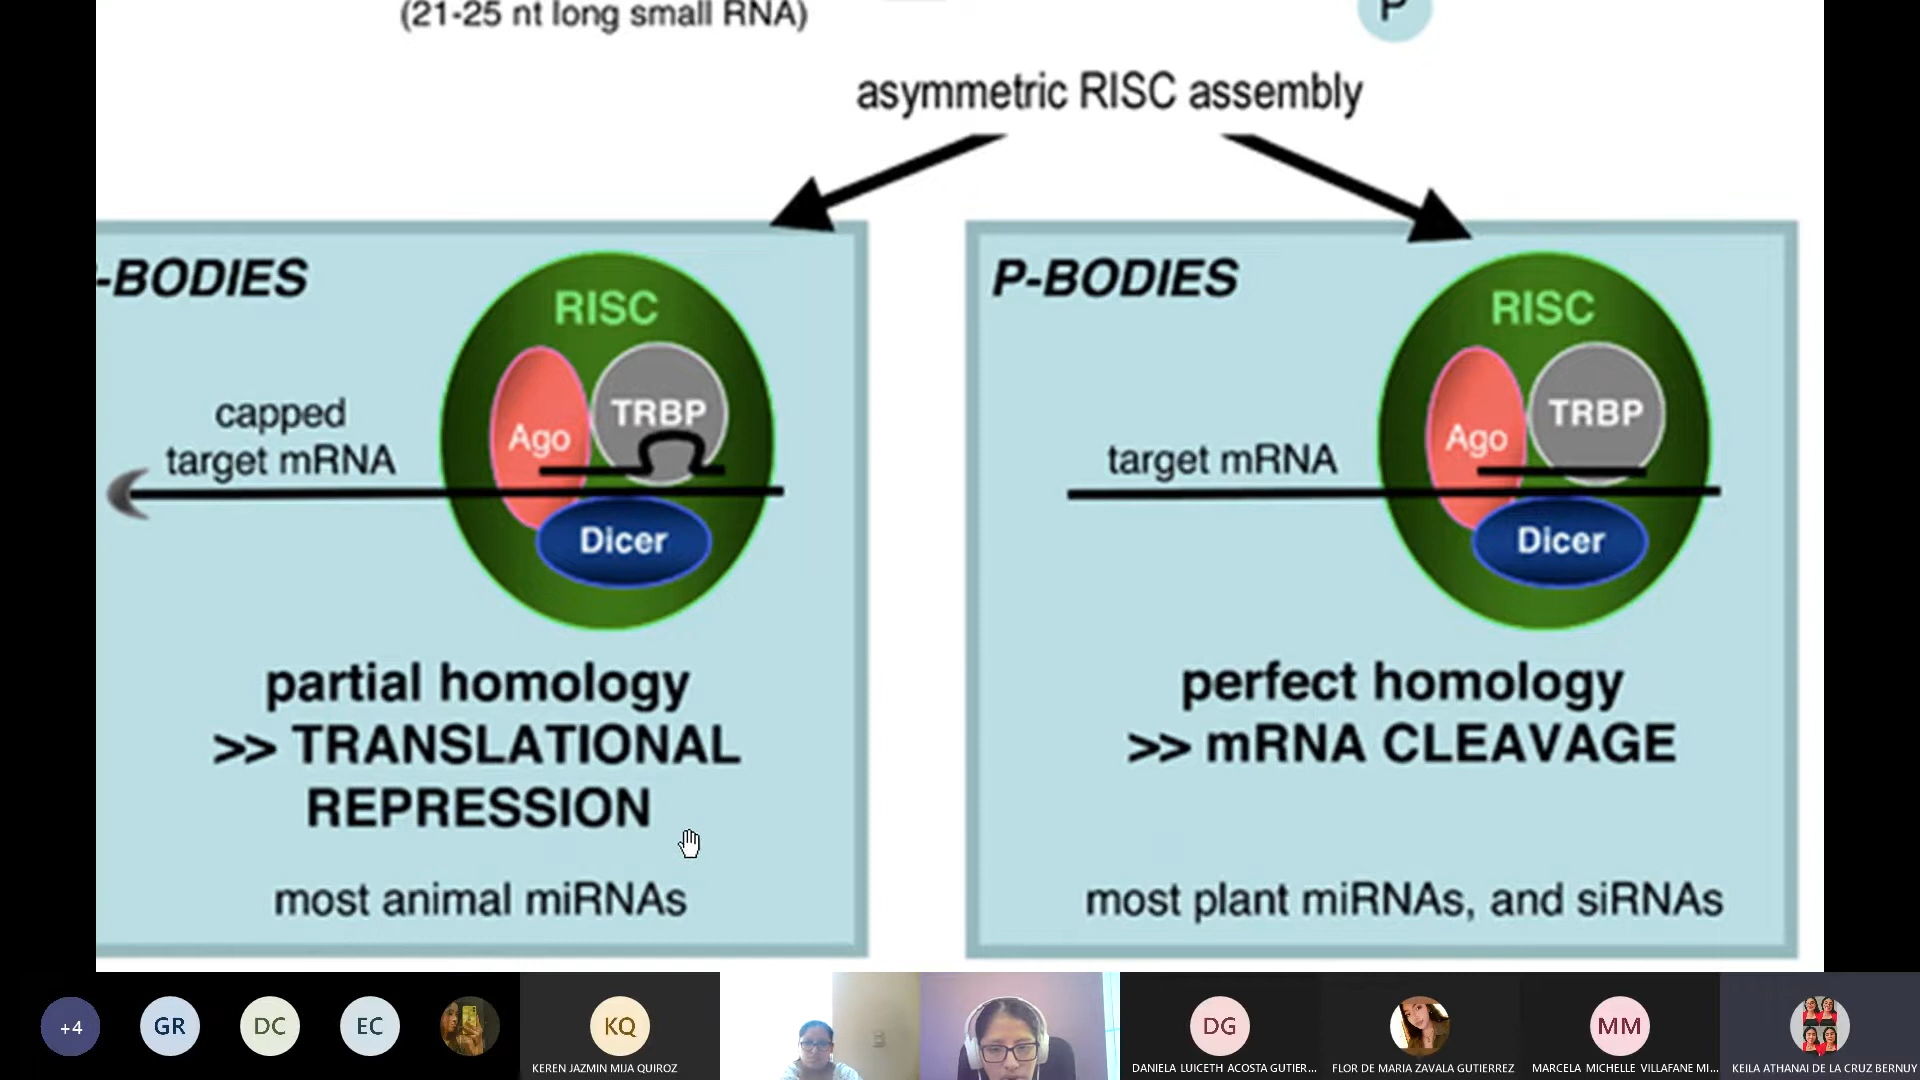 (21-25 nt long small RNA)
P
asymmetric RISC assembly
-BODIES
RISC
Ago
TRBP
capped
target mRNA
Dicer
partial homology
>> TRANSLATIONAL
REPRESSION
most animal miRNAs
P-BODIES
RISC
Ago
TRBP
target mRNA
Dicer
perfect homology
>> mRNA CLEAVAGE
most plant miRNAs, and siRNAs
+4
GR
DC
EC
KQ
KEREN JAZMIN MIJA QUIROZ
DG
DANIELA LUICETH ACOSTA GUTIER...
FLOR DE MARIA ZAVALA GUTIERREZ
MM
MARCELA MICHELLE VILLAFANE MI...
KEILA ATHANAI DE LA CRUZ BERNUY